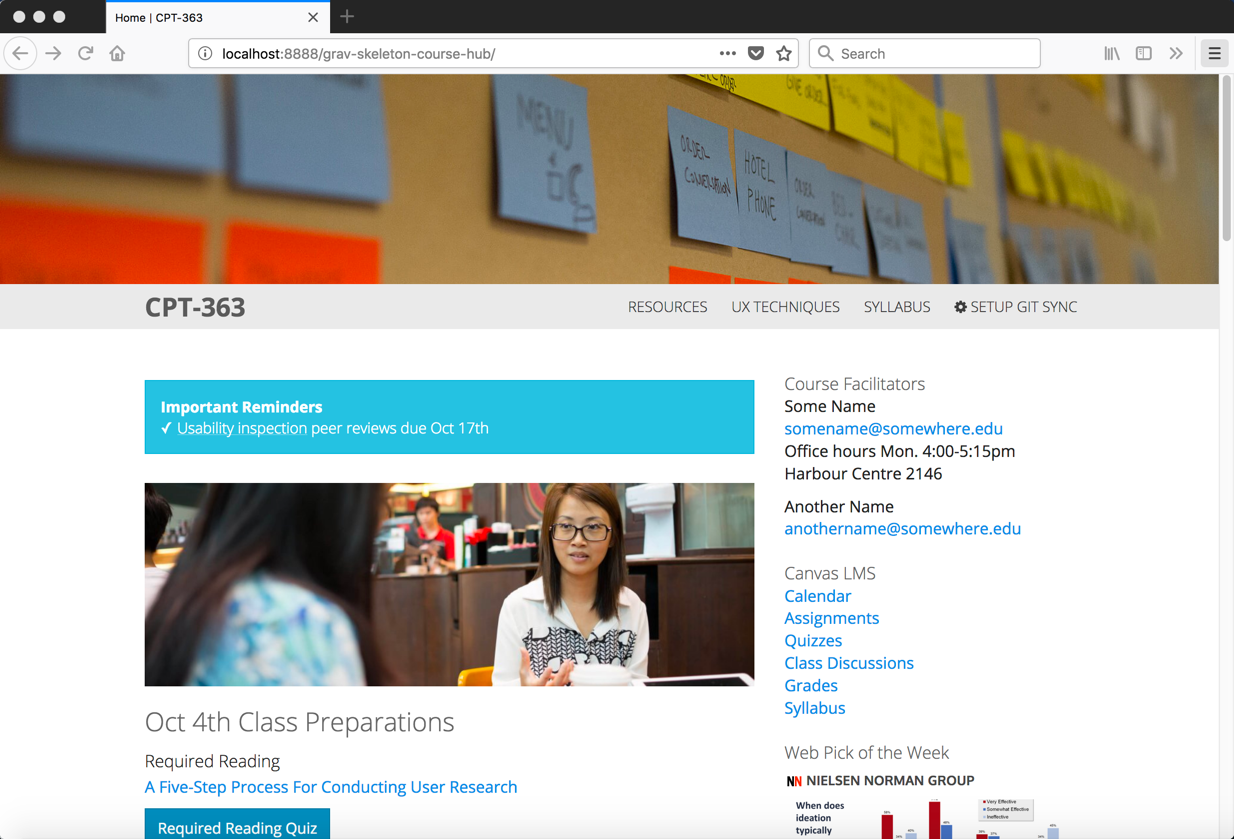 Home | CPT-363
localhost:8888/grav-skeleton-course-hub/
Search
MENU
ORDER
HOTEL
PHONE
ORDER
GIVE ORDER
CPT-363
RESOURCES
UX TECHNIQUES
SYLLABUS
SETUP GIT SYNC
Important Reminders
✓ Usability inspection peer reviews due Oct 17th
Oct 4th Class Preparations
Required Reading
A Five-Step Process For Conducting User Research
Required Reading Quiz
Course Facilitators
Some Name
somename@somewhere.edu
Office hours Mon. 4:00-5:15pm
Harbour Centre 2146
Another Name
anothername@somewhere.edu
Canvas LMS
Calendar
Assignments
Quizzes
Class Discussions
Grades
Syllabus
Web Pick of the Week
NN NIELSEN NORMAN GROUP
When does
ideation
typically
Very Effective
Somewhat Effective
Ineffective